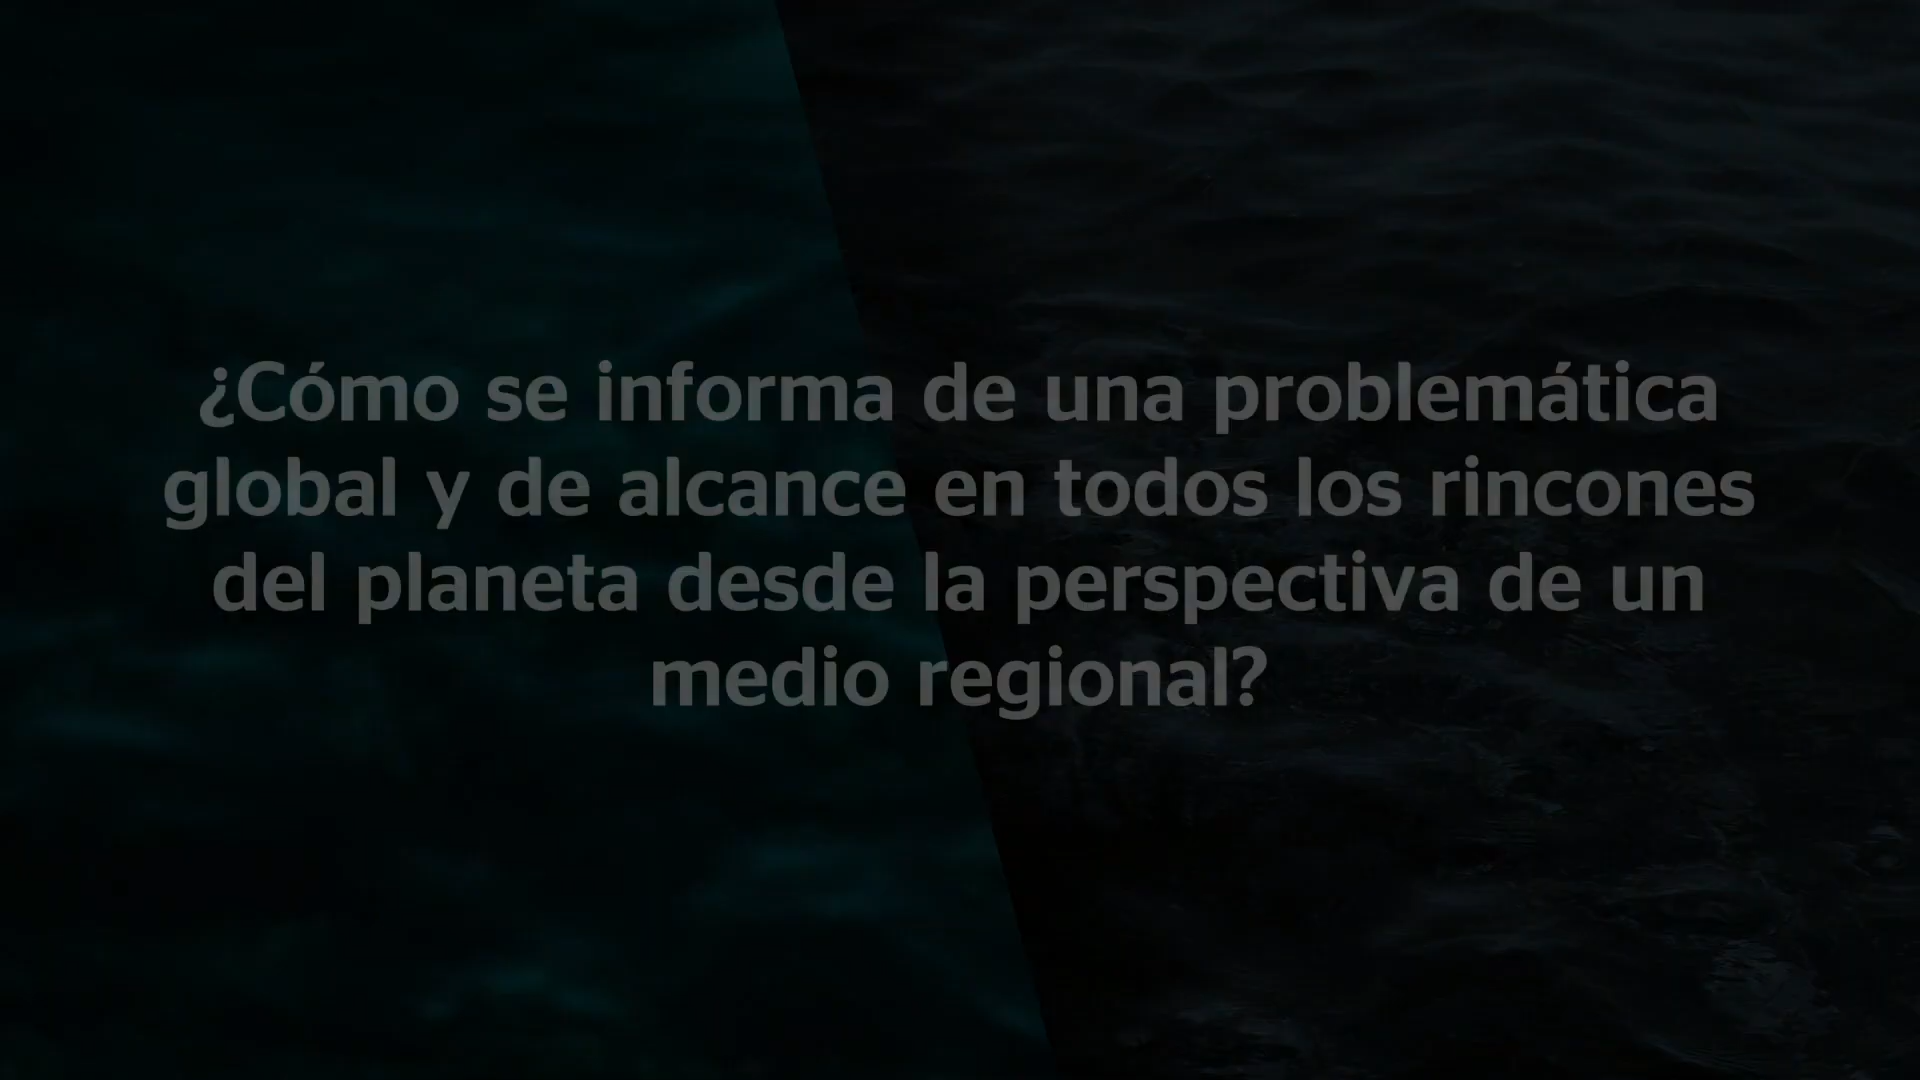 ¿Cómo se informa de una problemática
global y de alcance en todos los rincones
del planeta desde la perspectiva de un
medio regional?